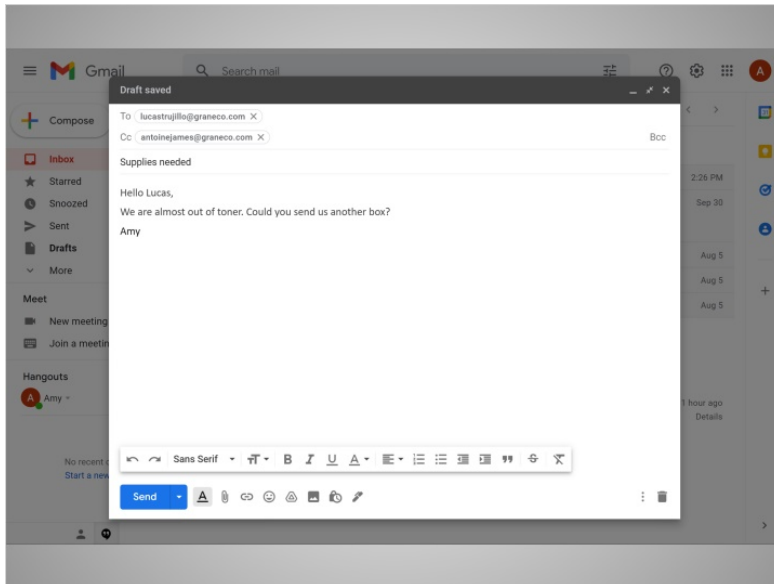 Gmail
Search mail
Draft saved
To lucastrujillo@graneco.com
Cc antoinejames@graneco.com
Bcc
Supplies needed
Hello Lucas,
We are almost out of toner. Could you send us another box?
Amy
Compose
Inbox
Starred
Snoozed
Sent
Drafts
More
Meet
New meeting
Join a meetin
Hangouts
A Amy
No recent c
Start a new
A
2:26 PM
Sep 30
Aug 5
Aug 5
Aug 5
1 hour ago
Details
Sans Serif
B I U A
Send A